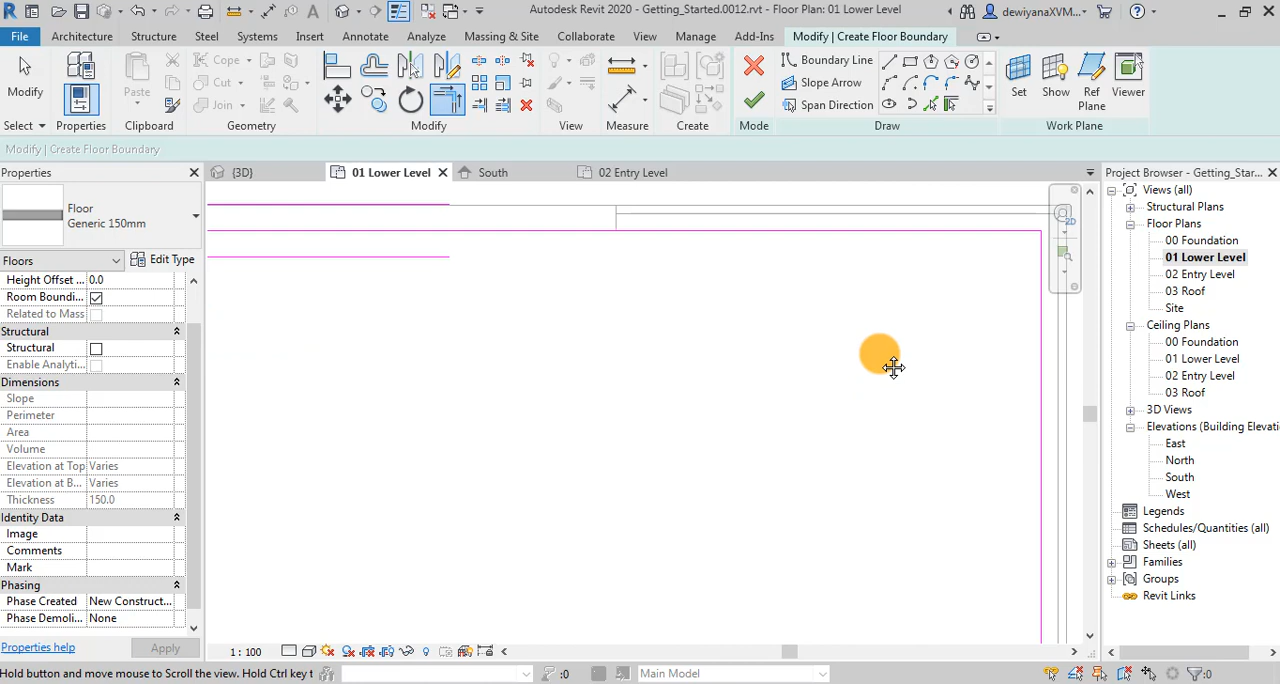 Autodesk Revit 2020 - Getting_Started.0012.rvt - Floor Plan: 01 Lower Level
dewiyanaXVM...
File Architecture Structure Steel Systems Insert Annotate Analyze Massing & Site Collaborate View Manage Add-Ins Modify | Create Floor Boundary
Modify
Paste
Cope
Cut
Join
Boundary Line
Slope Arrow
Span Direction
Set Show Ref Plane Viewer
Select Properties Clipboard Geometry Modify View Measure Create Mode Draw Work Plane
Modify | Create Floor Boundary
Properties
{3D} 01 Lower Level South 02 Entry Level
Project Browser - Getting_Star...
Floor
Generic 150mm
Floors Edit Type
Height Offset ... 0.0
Room Boundi...
Related to Mass
Structural
Structural
Enable Analyti...
Dimensions
Slope
Perimeter
Area
Volume
Elevation at Top Varies
Elevation at B... Varies
Thickness 150.0
Identity Data
Image
Comments
Mark
Phasing
Phase Created New Construct...
Phase Demoli... None
Properties help Apply
2D
Views (all)
Structural Plans
Floor Plans
00 Foundation
01 Lower Level
02 Entry Level
03 Roof
Site
Ceiling Plans
00 Foundation
01 Lower Level
02 Entry Level
03 Roof
3D Views
Elevations (Building Elevati
East
North
South
West
Legends
Schedules/Quantities (all)
Sheets (all)
Families
Groups
Revit Links
1 : 100
Hold button and move mouse to Scroll the view. Hold Ctrl key t
:0
Main Model
:0